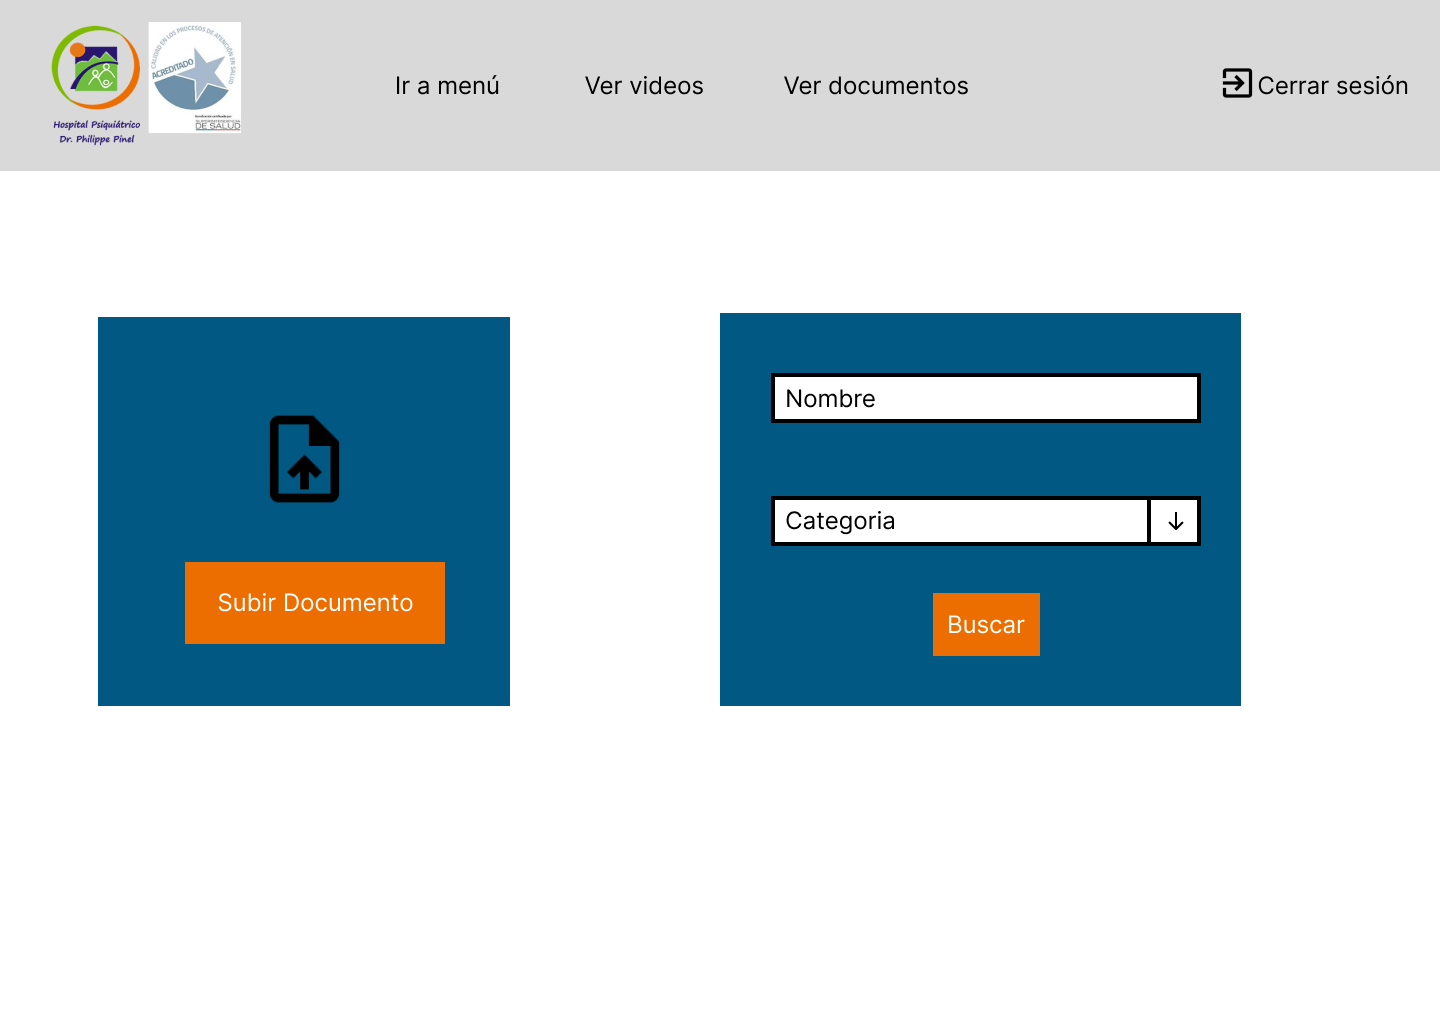 Hospital Psiquiátrico
Dr. Philippe Pinel
CALIDAD EN LOS PROCESOS DE ATENCIÓN EN SALUD
ACREDITADO
SUPERINTENDENCIA
DE SALUD
Ir a menú
Ver videos
Ver documentos
Cerrar sesión
Subir Documento
Nombre
Categoria
Buscar